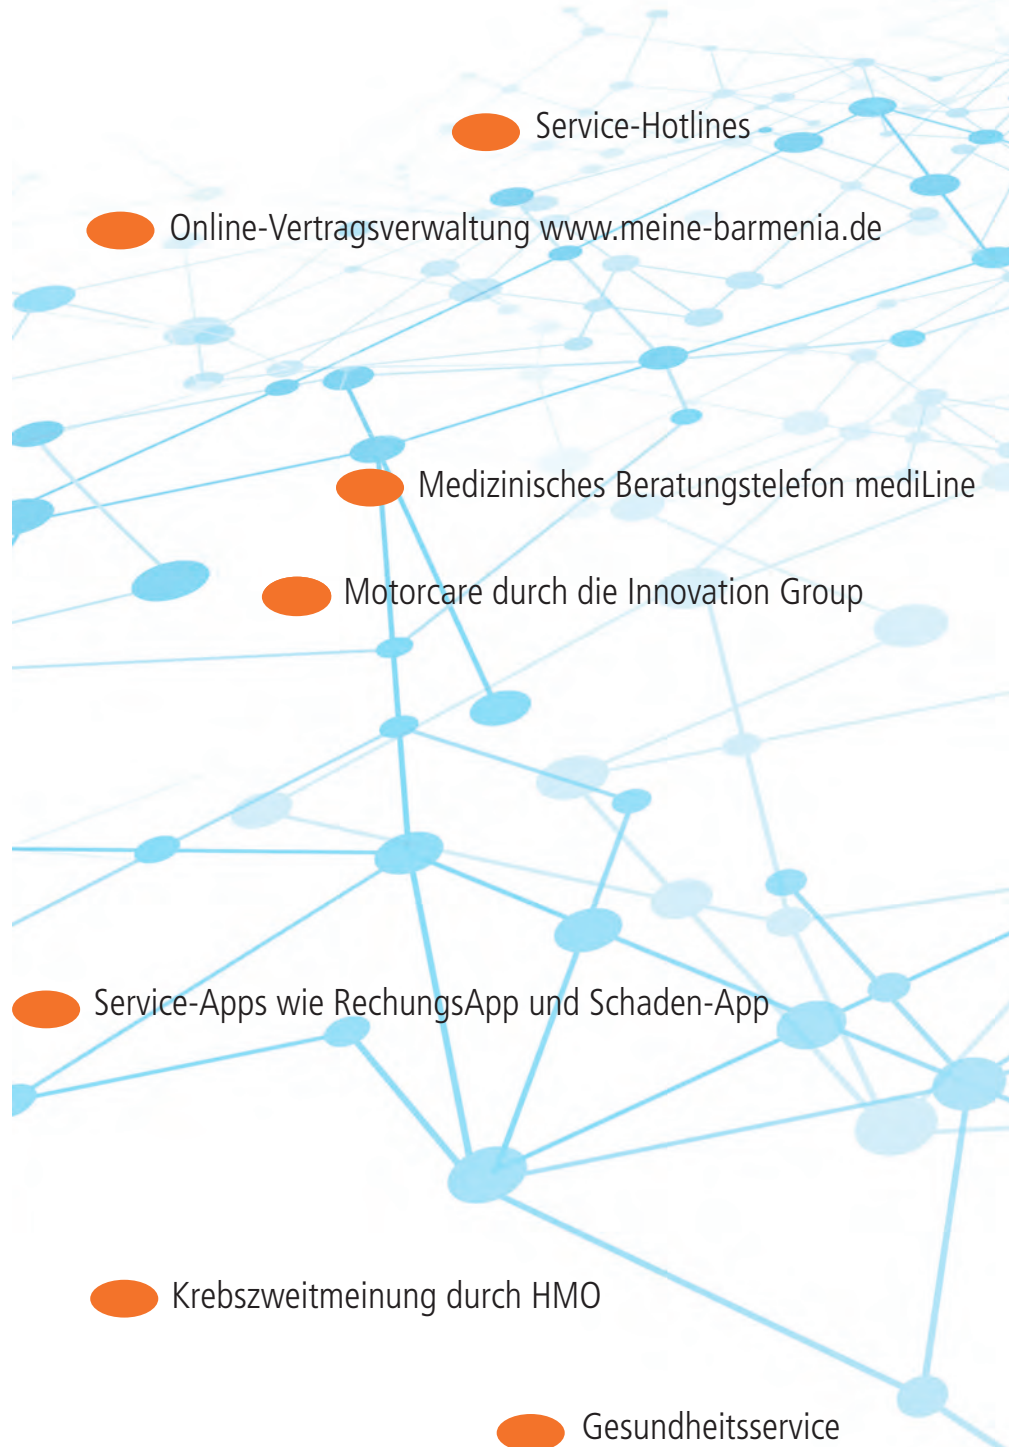 Service-Hotlines
Online-Vertragsverwaltung www.meine-barmenia.de
Medizinisches Beratungstelefon mediLine
Motorcare durch die Innovation Group
Service-Apps wie RechungsApp und Schaden-App
Krebszweitmeinung durch HMO
Gesundheitsservice